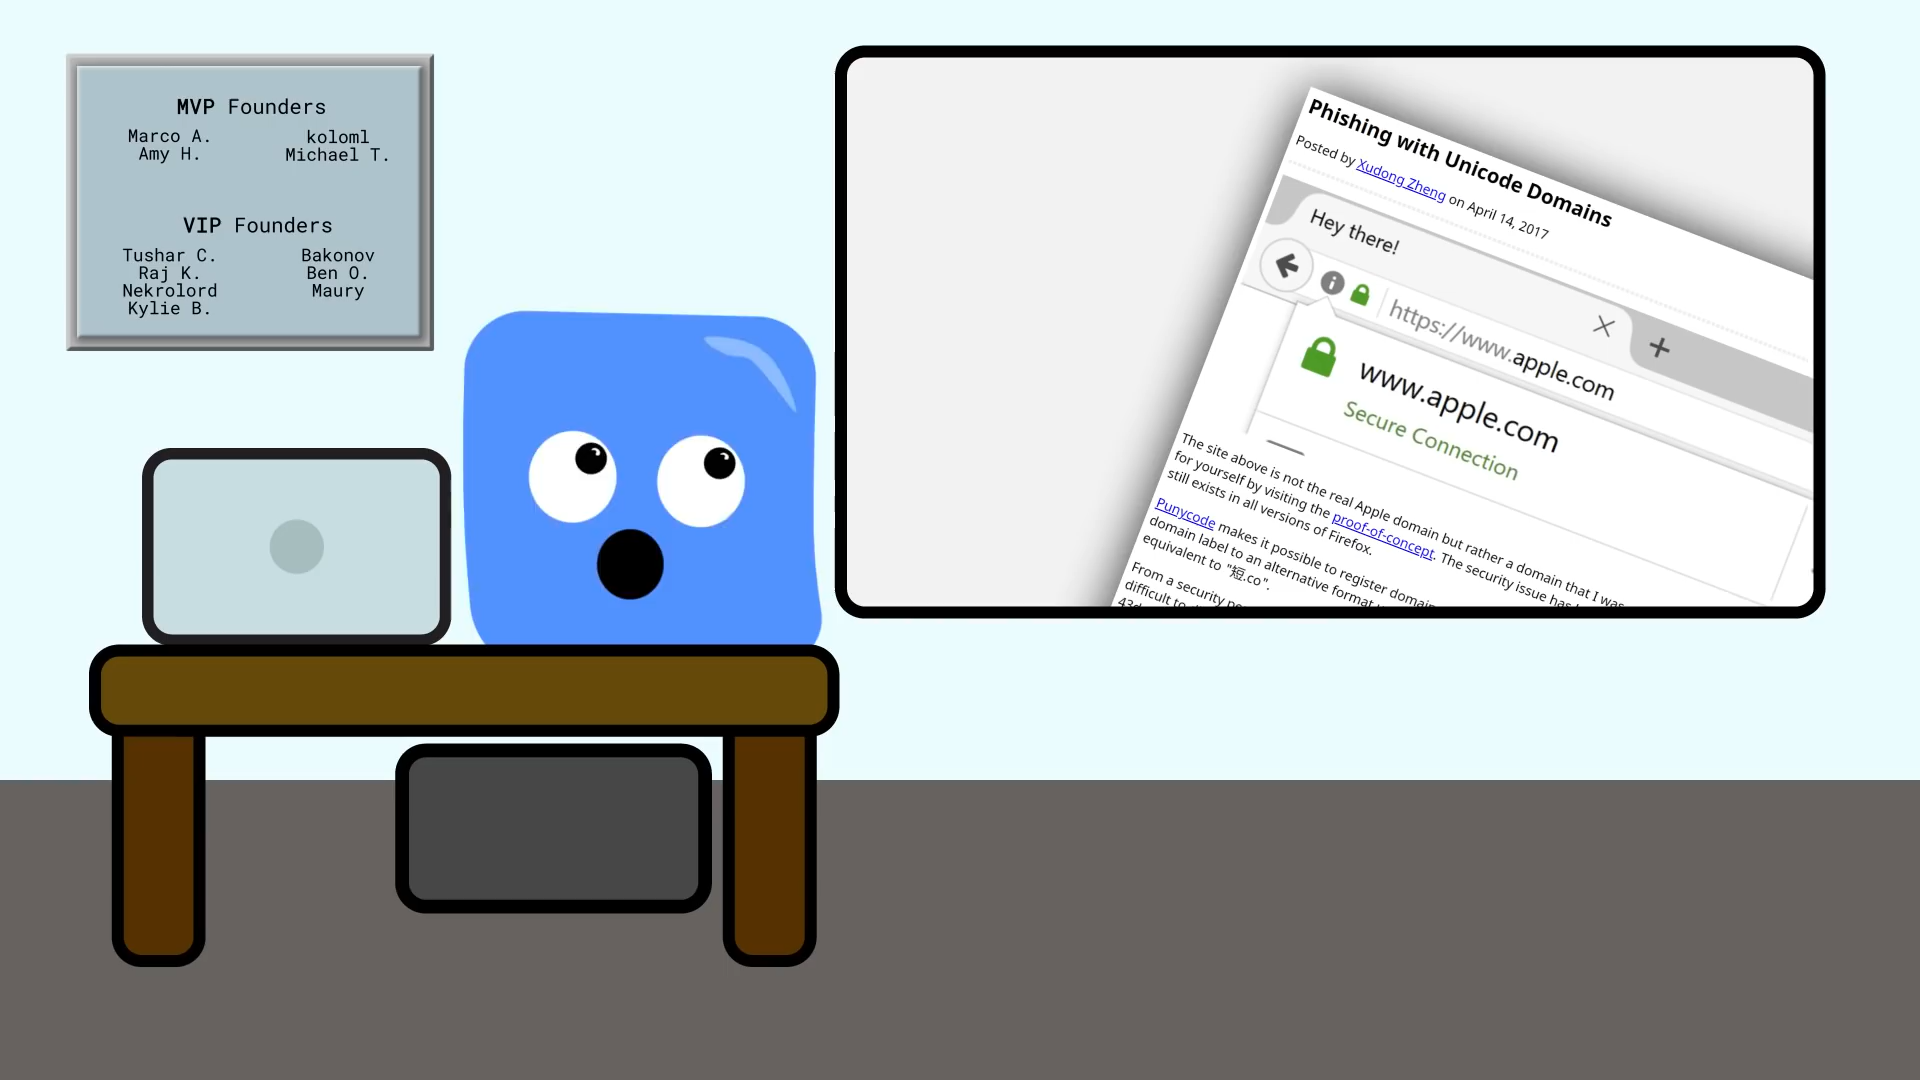 MVP Founders
Marco A.
Amy H.
koloml
Michael T.
VIP Founders
Tushar C.
Raj K.
Nekrolord
Kylie B.
Bakonov
Ben O.
Maury
Phishing with Unicode Domains
Posted by Xudong Zheng on April 14, 2017
Hey there!
https://www.apple.com
www.apple.com
Secure Connection
The site above is not the real Apple domain but rather a domain that I was
for yourself by visiting the proof-of-concept. The security issue has
still exists in all versions of Firefox.
Punycode makes it possible to register domain
domain label to an alternative format
equivalent to "短.co".
From a security
difficult to